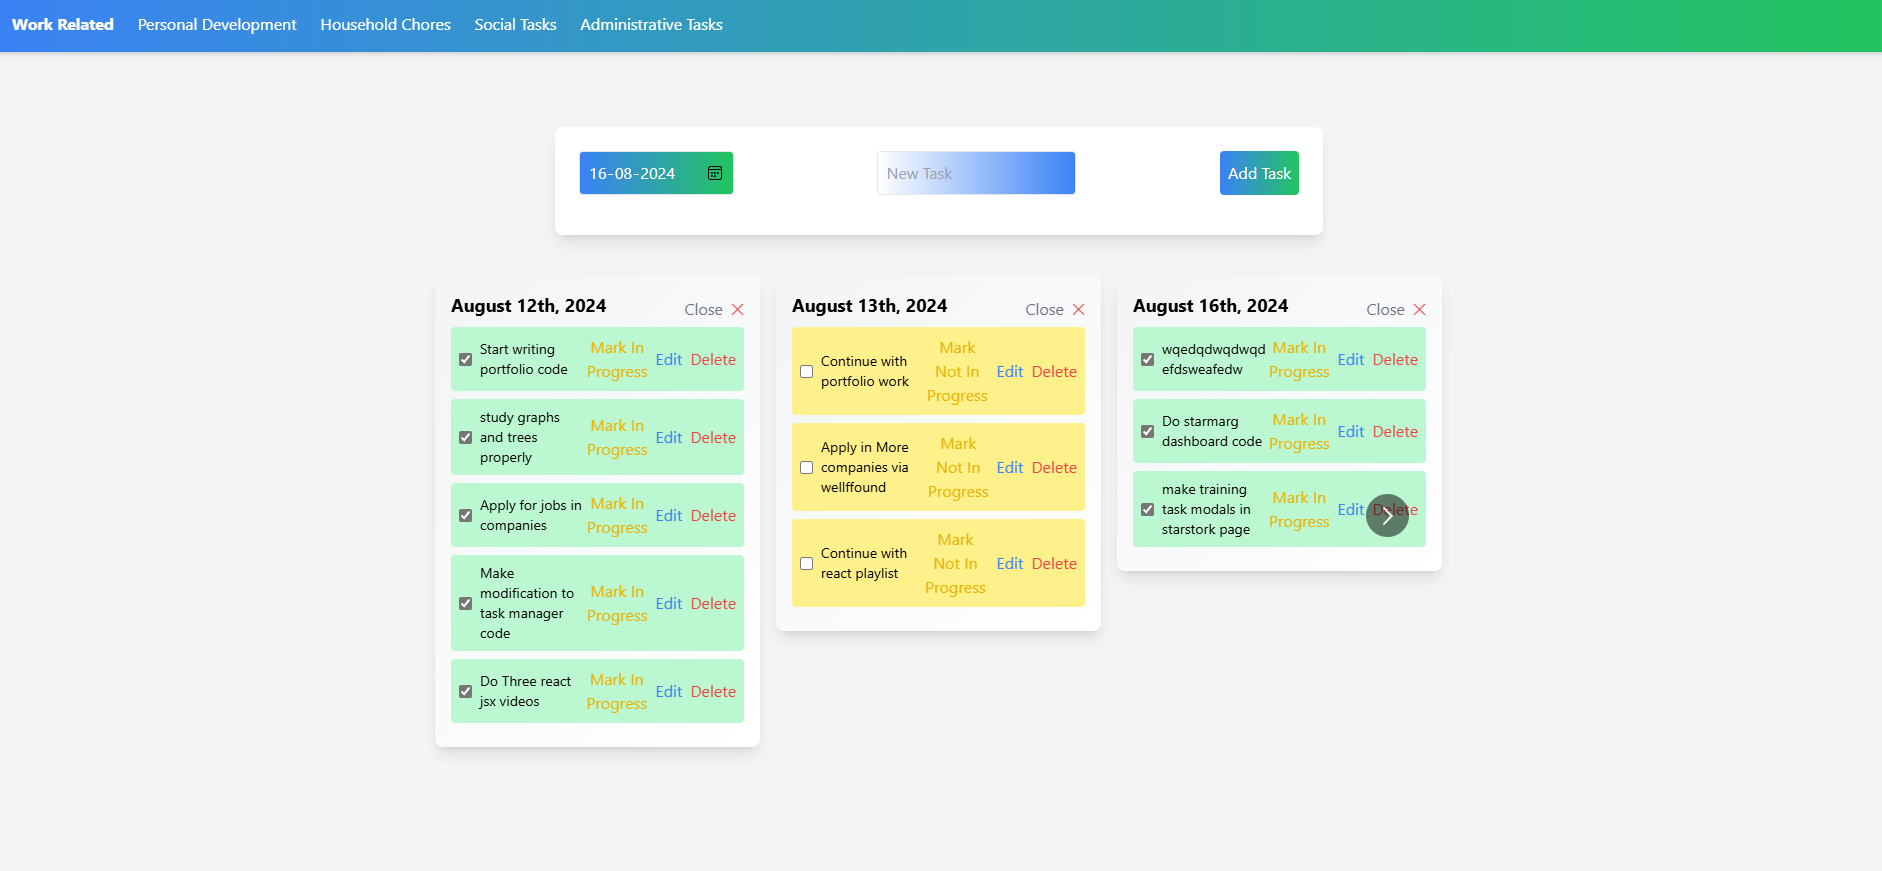 Work Related Personal Development Household Chores Social Tasks Administrative Tasks
16-08-2024 New Task Add Task
August 12th, 2024 Close
Start writing
portfolio code
Mark In
Progress
Edit Delete
study graphs
and trees
properly
Mark In
Progress
Edit Delete
Apply for jobs in
companies
Mark In
Progress
Edit Delete
Make
modification to
task manager
code
Mark In
Progress
Edit Delete
Do Three react
jsx videos
Mark In
Progress
Edit Delete
August 13th, 2024 Close
Continue with
portfolio work
Mark
Not In
Progress
Edit Delete
Apply in More
companies via
wellffound
Mark
Not In
Progress
Edit Delete
Continue with
react playlist
Mark
Not In
Progress
Edit Delete
August 16th, 2024 Close
wqedqdwqdwqd
efdsweafedw
Mark In
Progress
Edit Delete
Do starmarg
dashboard code
Mark In
Progress
Edit Delete
make training
task modals in
starstork page
Mark In
Progress
Edit Delete